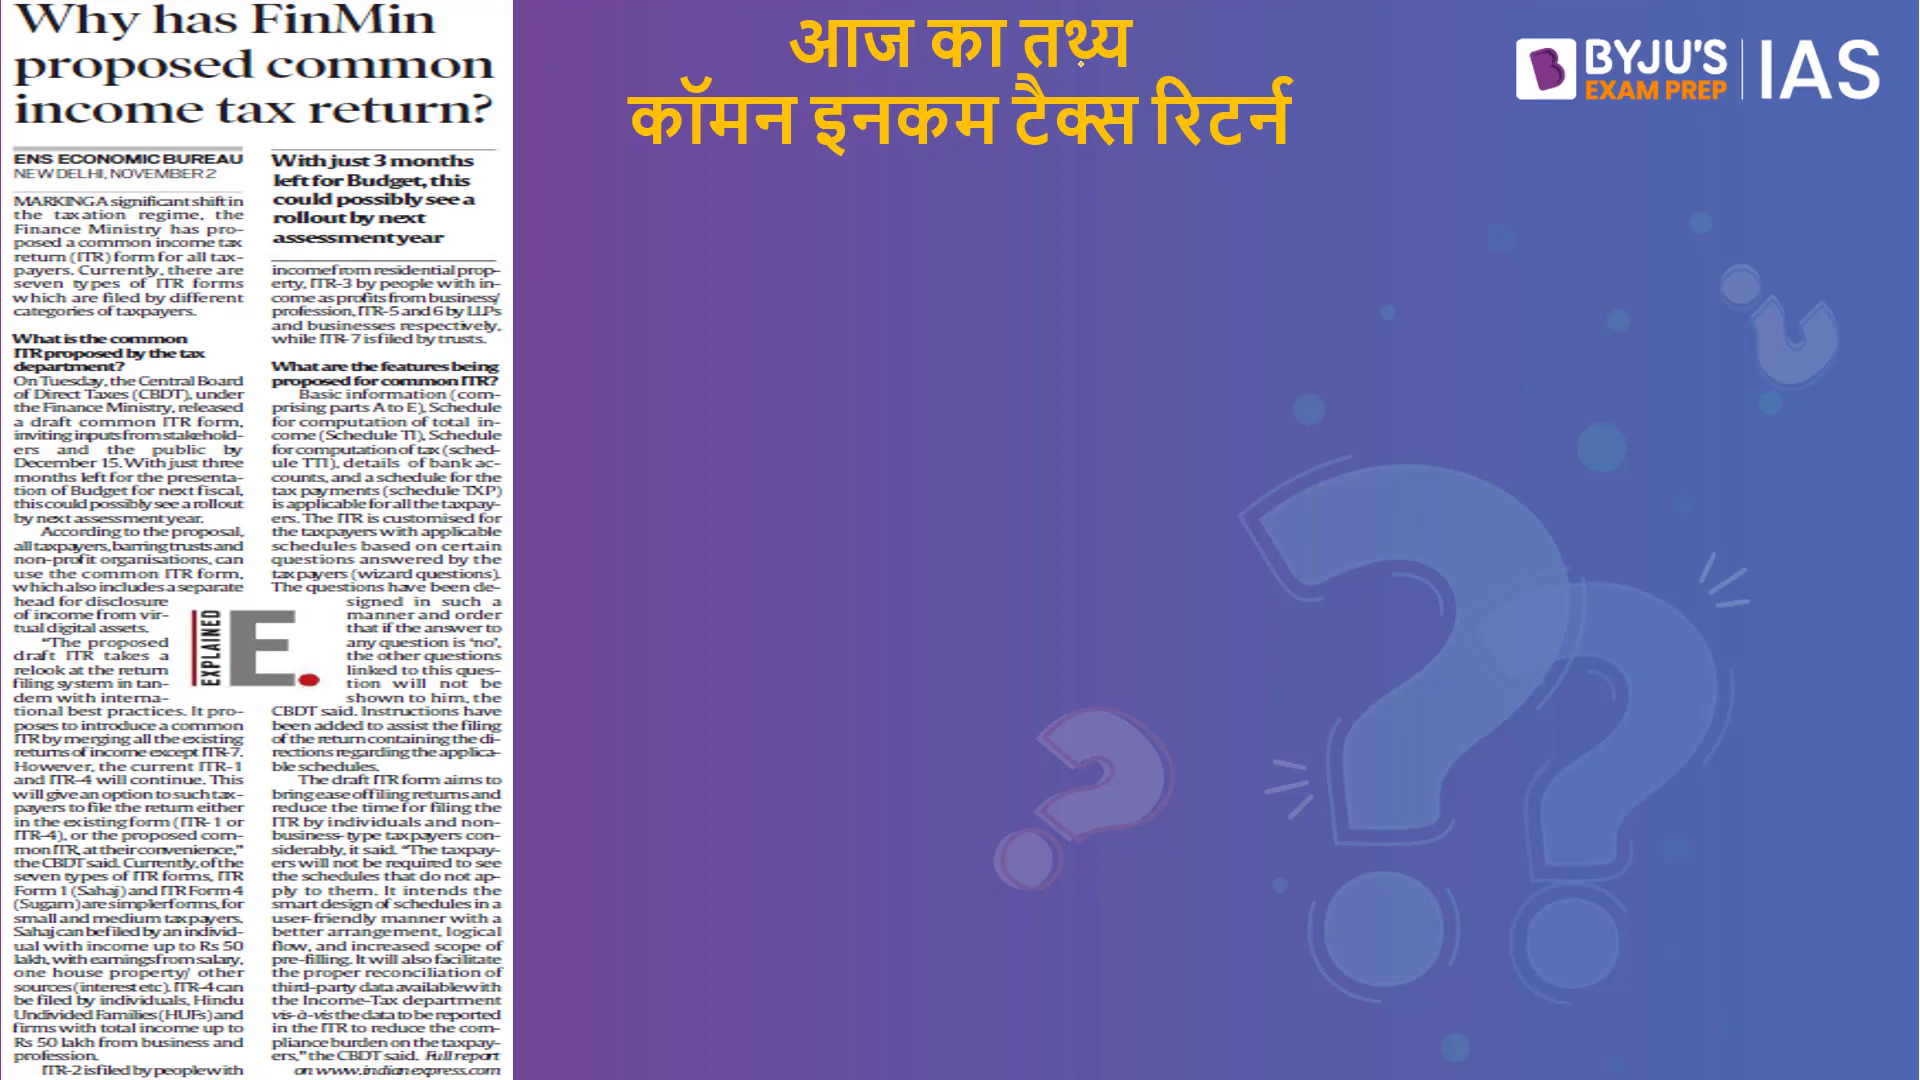 Why has FinMin
proposed common
income tax return?
ENS ECONOMIC BUREAU
NEW DELHI, NOVEMBER 2
MARKING A significant shift in
the taxation regime, the
Finance Ministry has pro-
posed a common income tax
return (ITR) form for all tax-
payers. Currently, there are
seven types of ITR forms
which are filed by different
categories of taxpayers.
What is the common
ITR proposed by the tax
department?
On Tuesday, the Central Board
of Direct Taxes (CBDT), under
the Finance Ministry, released
a draft common ITR form,
inviting inputs from stakehold-
ers and the public by
December 15. With just three
months left for the presenta-
tion of Budget for next fiscal,
this could possibly see a rollout
by next assessment year.
According to the proposal,
all taxpayers, barring trusts and
non-profit organisations, can
use the common ITR form,
which also includes a separate
head for disclosure
of income from vir-
tual digital assets.
"The proposed
draft ITR takes a
relook at the return
filing system in tan-
dem with interna-
tional best practices. It pro-
poses to introduce a common
ITR by merging all the existing
returns of income except ITR-7.
However, the current ITR-1
and ITR-4 will continue. This
will give an option to such tax-
payers to file the return either
in the existing form (ITR-1 or
ITR-4), or the proposed com-
mon ITR, at their convenience,"
the CBDT said. Currently, of the
seven types of ITR forms, ITR
Form 1 (Sahaj) and ITR Form 4
(Sugam) are simpler forms, for
small and medium taxpayers.
Sahaj can be filed by an individ-
ual with income up to Rs 50
lakh, with earnings from salary,
one house property/ other
sources (interest etc). ITR-4 can
be filed by individuals, Hindu
Undivided Families (HUFs) and
firms with total income up to
Rs 50 lakh from business and
profession.
ITR-2 is filed by people with
With just 3 months
left for Budget, this
could possibly see a
rollout by next
assessment year
income from residential prop-
erty, ITR-3 by people with in-
come as profits from business/
profession, ITR-5 and 6 by LLPs
and businesses respectively,
while ITR-7 is filed by trusts.
What are the features being
proposed for common ITR?
Basic information (com-
prising parts A to E), Schedule
for computation of total in-
come (Schedule TI), Schedule
for computation of tax (sched-
ule TTI), details of bank ac-
counts, and a schedule for the
tax payments (schedule TXP)
is applicable for all the taxpay-
ers. The ITR is customised for
the taxpayers with applicable
schedules based on certain
questions answered by the
taxpayers (wizard questions).
The questions have been de-
signed in such a
manner and order
that if the answer to
any question is 'no',
the other questions
linked to this ques-
tion will not be
shown to him, the
CBDT said. Instructions have
been added to assist the filing
of the return containing the di-
rections regarding the applica-
ble schedules.
The draft ITR form aims to
bring ease of filing returns and
reduce the time for filing the
ITR by individuals and non-
business-type taxpayers con-
siderably, it said. "The taxpay-
ers will not be required to see
the schedules that do not ap-
ply to them. It intends the
smart design of schedules in a
user-friendly manner with a
better arrangement, logical
flow, and increased scope of
pre-filling. It will also facilitate
the proper reconciliation of
third-party data available with
the Income-Tax department
vis-à-vis the data to be reported
in the ITR to reduce the com-
pliance burden on the taxpay-
ers," the CBDT said. Full report
on www.indianexpress.com
EXPLAINED
E.
आज का तथ्य
कॉमन इनकम टैक्स रिटर्न
BYJU'S
EXAM PREP
IAS